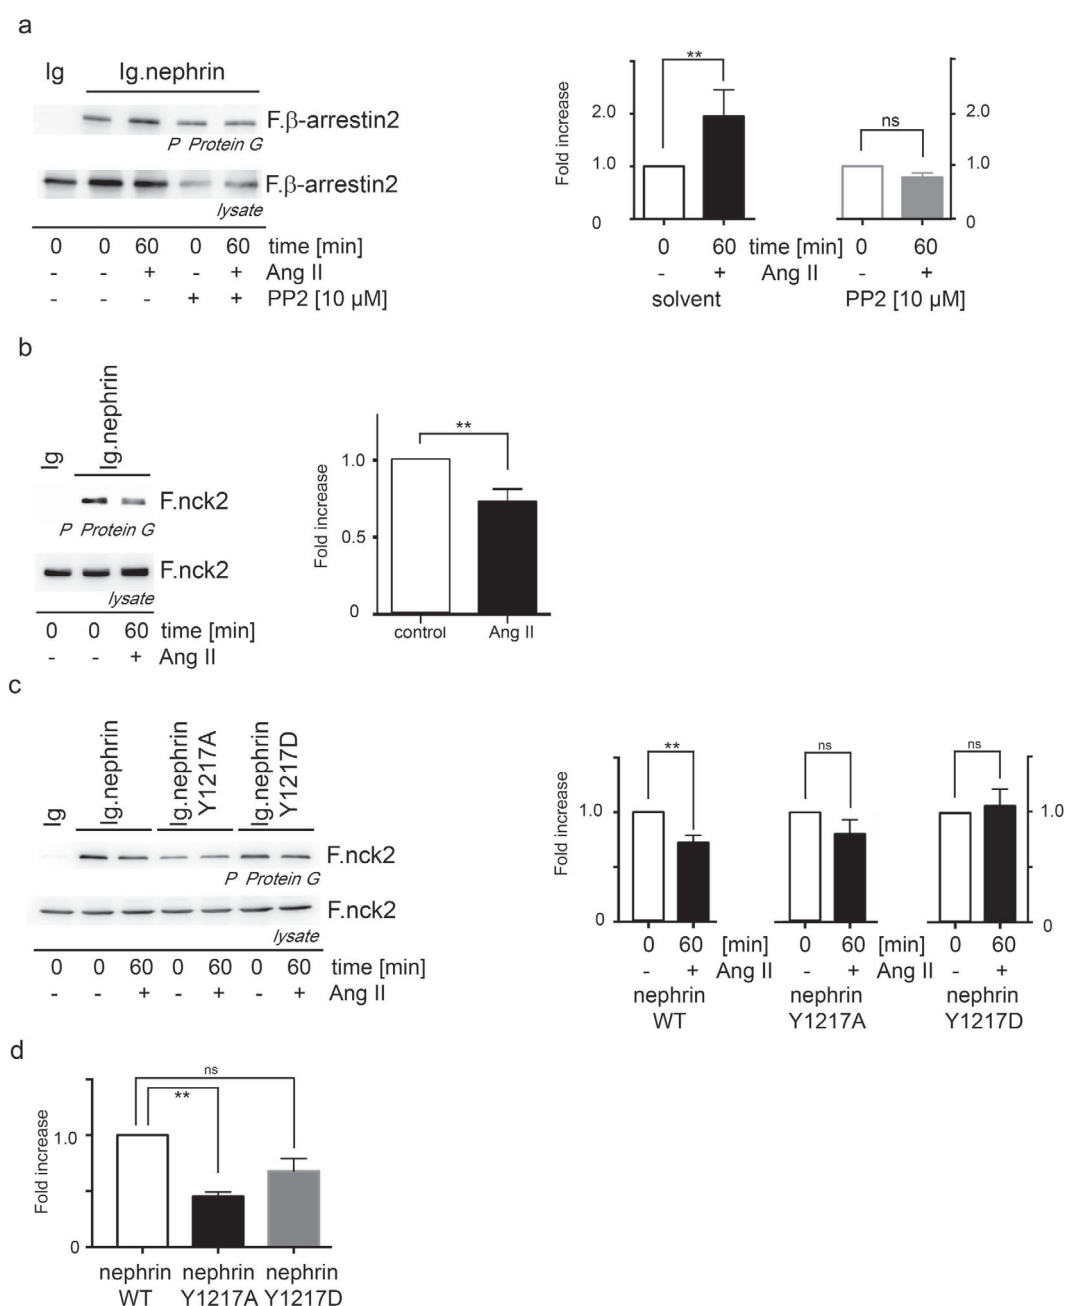 a
Ig Ig.nephrin
F.β-arrestin2
P Protein G
F.β-arrestin2
lysate
0 0 60 0 60 time [min]
- - + - + Ang II
- - - + + PP2 [10 µM]
Fold increase
2.0
1.0
0
**
ns
2.0
1.0
0
0 60 time [min] 0 60
- + Ang II - +
solvent PP2 [10 µM]
b
Ig
Ig.nephrin
F.nck2
P Protein G
F.nck2
lysate
0 0 60 time [min]
- - + Ang II
Fold increase
1.0
0.5
0
**
control Ang II
c
Ig
Ig.nephrin
Ig.nephrin
Y1217A
Ig.nephrin
Y1217D
F.nck2
P Protein G
F.nck2
lysate
0 0 60 0 60 0 60 time [min]
- - + - + - + Ang II
Fold increase
1.0
0
**
ns
ns
1.0
0
0 60 [min] 0 60 [min] 0 60
- + Ang II - + Ang II - +
nephrin nephrin nephrin
WT Y1217A Y1217D
d
Fold increase
1.0
0
ns
**
nephrin nephrin nephrin
WT Y1217A Y1217D